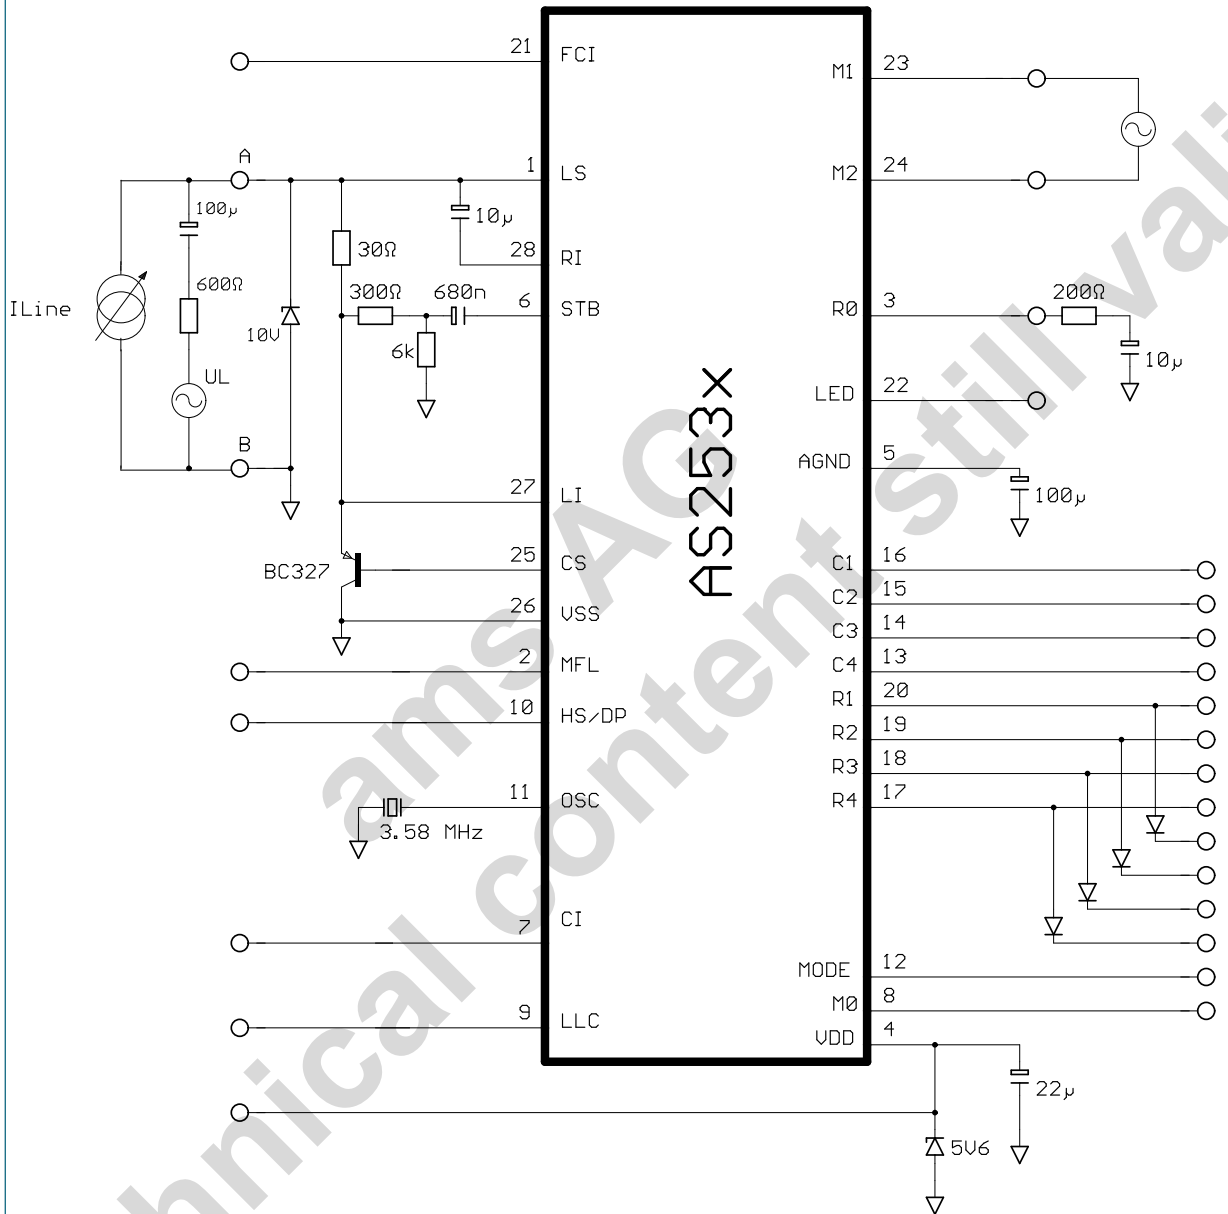 21
FCI
M1
23
A
1
LS
M2
24
100µ
10µ
30Ω
28
RI
600Ω
300Ω
680n
6
STB
R0
3
200Ω
ILine
10V
6k
10µ
UL
LED
22
B
AGND
5
27
LI
100µ
AS253x
25
CS
C1
16
BC327
C2
15
26
VSS
C3
14
2
MFL
C4
13
R1
20
10
HS/DP
R2
19
R3
18
11
OSC
R4
17
3.58 MHz
7
CI
MODE
12
M0
8
9
LLC
VDD
4
22µ
5V6
ams AG
technical content still vali